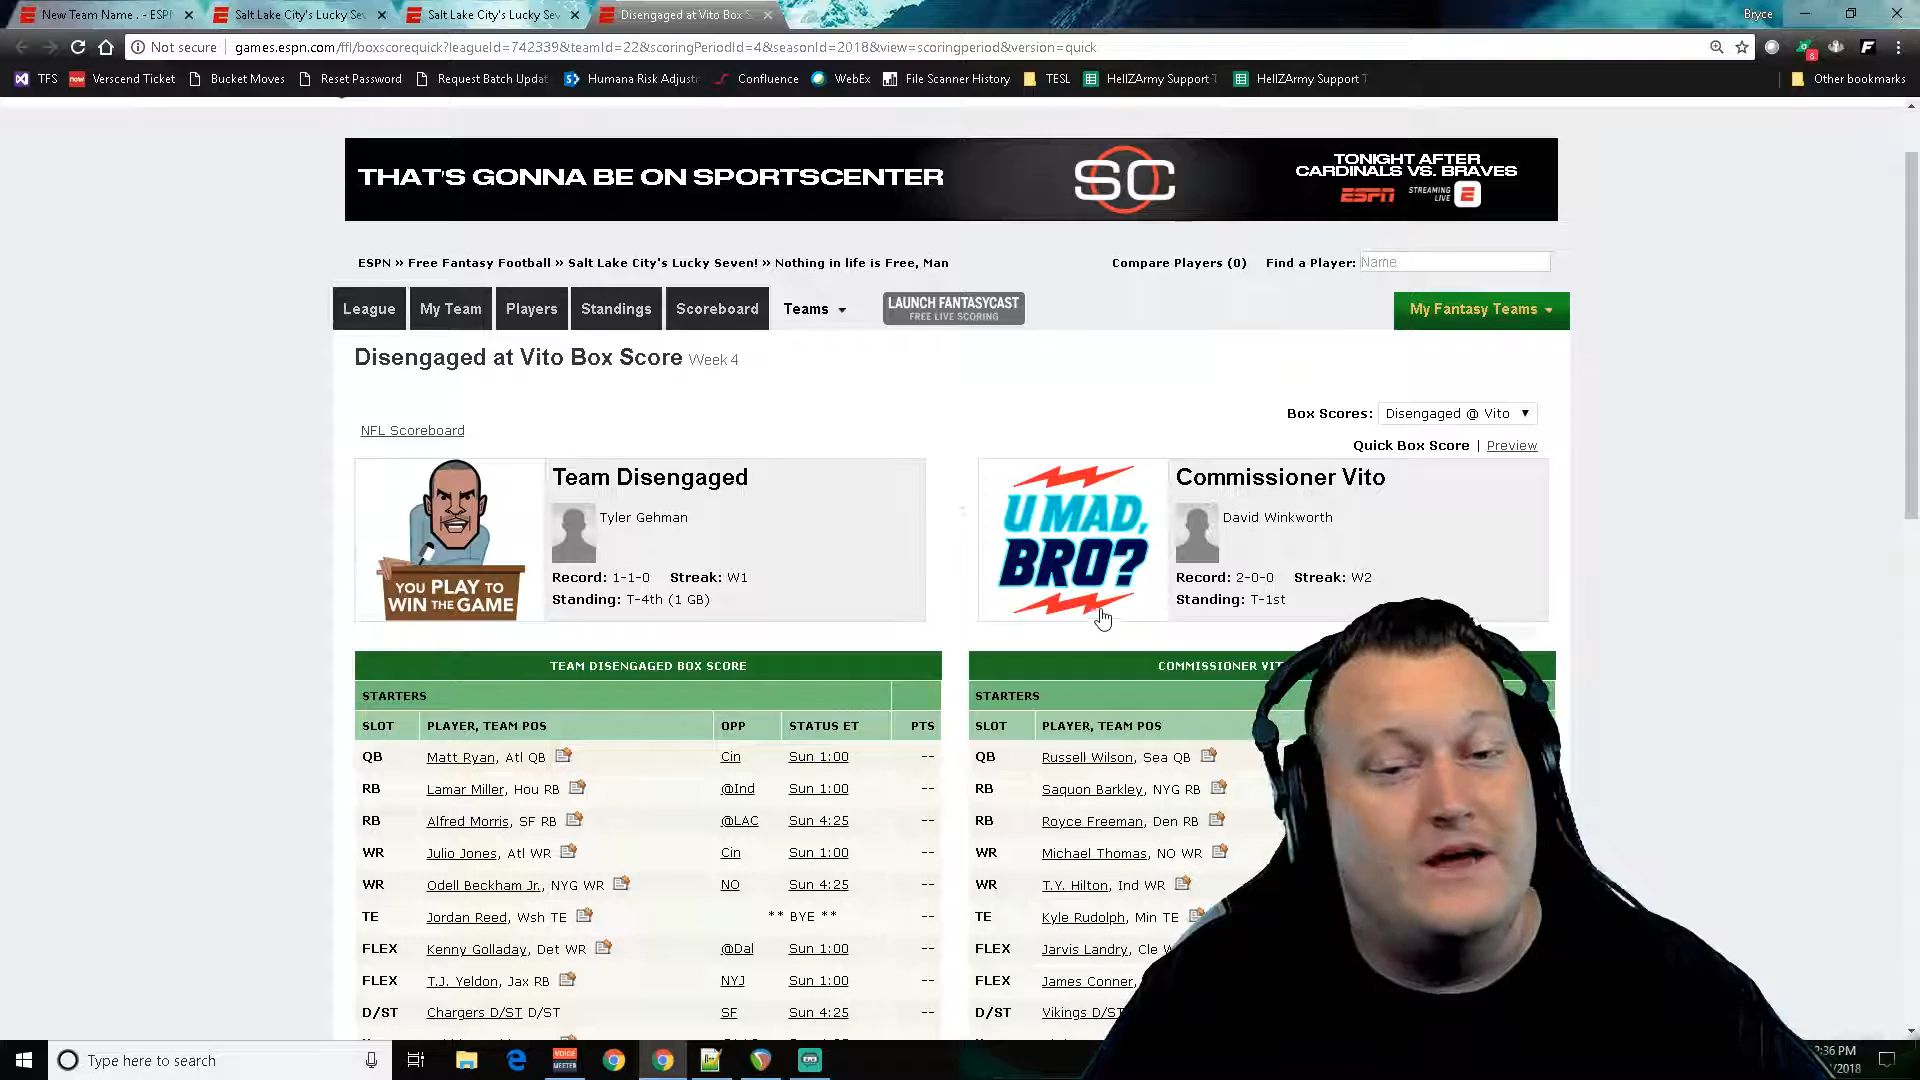 New Team Name . - ESP
Salt Lake City's Lucky Sev
Salt Lake City's Lucky Sev
Disengaged at Vito Box S
Bryce
Not secure
games.espn.com/ffl/boxscorequick?leagueId=742339&teamId=22&scoringPeriodId=4&seasonId=2018&view=scoringperiod&version=quick
8
TFS
now
Verscend Ticket
Bucket Moves
Reset Password
Request Batch Updat
Humana Risk Adjust
Confluence
WebEx
File Scanner History
TESL
HellZArmy Support T
HellZArmy Support T
Other bookmarks
THAT'S GONNA BE ON SPORTSCENTER
SC
TONIGHT AFTER
CARDINALS VS. BRAVES
ESPN STREAMING LIVE E
ESPN » Free Fantasy Football » Salt Lake City's Lucky Seven! » Nothing in life is Free, Man
Compare Players (0)
Find a Player: Name
League
My Team
Players
Standings
Scoreboard
Teams
LAUNCH FANTASYCAST
FREE LIVE SCORING
My Fantasy Teams
Disengaged at Vito Box Score Week 4
Box Scores: Disengaged @ Vito
NFL Scoreboard
Quick Box Score | Preview
YOU PLAY TO
WIN THE GAME
Team Disengaged
Tyler Gehman
Record: 1-1-0 Streak: W1
Standing: T-4th (1 GB)
U MAD,
BRO?
Commissioner Vito
David Winkworth
Record: 2-0-0 Streak: W2
Standing: T-1st
TEAM DISENGAGED BOX SCORE
STARTERS
SLOT PLAYER, TEAM POS OPP STATUS ET PTS
QB Matt Ryan, Atl QB Cin Sun 1:00 --
RB Lamar Miller, Hou RB @Ind Sun 1:00 --
RB Alfred Morris, SF RB @LAC Sun 4:25 --
WR Julio Jones, Atl WR Cin Sun 1:00 --
WR Odell Beckham Jr., NYG WR NO Sun 4:25 --
TE Jordan Reed, Wsh TE ** BYE ** --
FLEX Kenny Golladay, Det WR @Dal Sun 1:00 --
FLEX T.J. Yeldon, Jax RB NYJ Sun 1:00 --
D/ST Chargers D/ST D/ST SF Sun 4:25 --
COMMISSIONER VIT
STARTERS
SLOT PLAYER, TEAM POS
QB Russell Wilson, Sea QB
RB Saquon Barkley, NYG RB
RB Royce Freeman, Den RB
WR Michael Thomas, NO WR
WR T.Y. Hilton, Ind WR
TE Kyle Rudolph, Min TE
FLEX Jarvis Landry, Cle W
FLEX James Conner,
D/ST Vikings D/ST
Type here to search
VOICE
MEETER
:36 PM
/2018